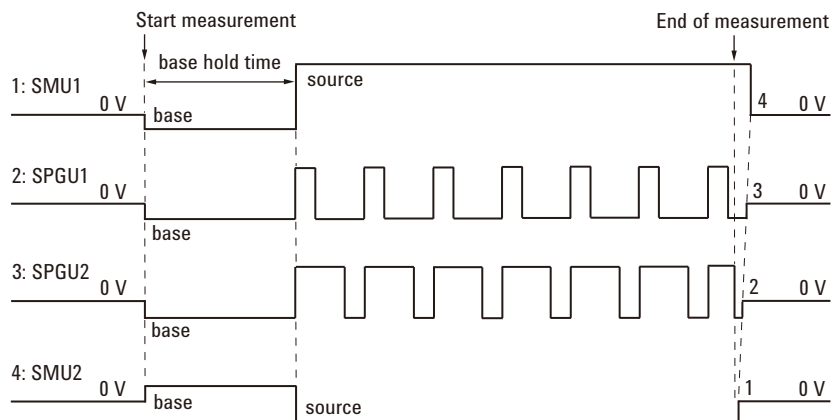 Start measurement
End of measurement
base hold time
1: SMU1
source
0 V
base
4
0 V
2: SPGU1
0 V
base
3
0 V
3: SPGU2
0 V
base
2
0 V
4: SMU2
0 V
base
source
1
0 V